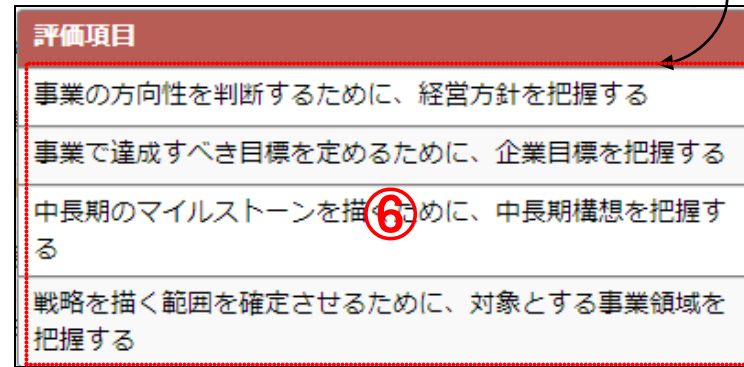 評価項目
事業の方向性を判断するために、経営方針を把握する
事業で達成すべき目標を定めるために、企業目標を把握する
中長期のマイルストーンを描くために、中長期構想を把握す
る
⑥
戦略を描く範囲を確定させるために、対象とする事業領域を
把握する